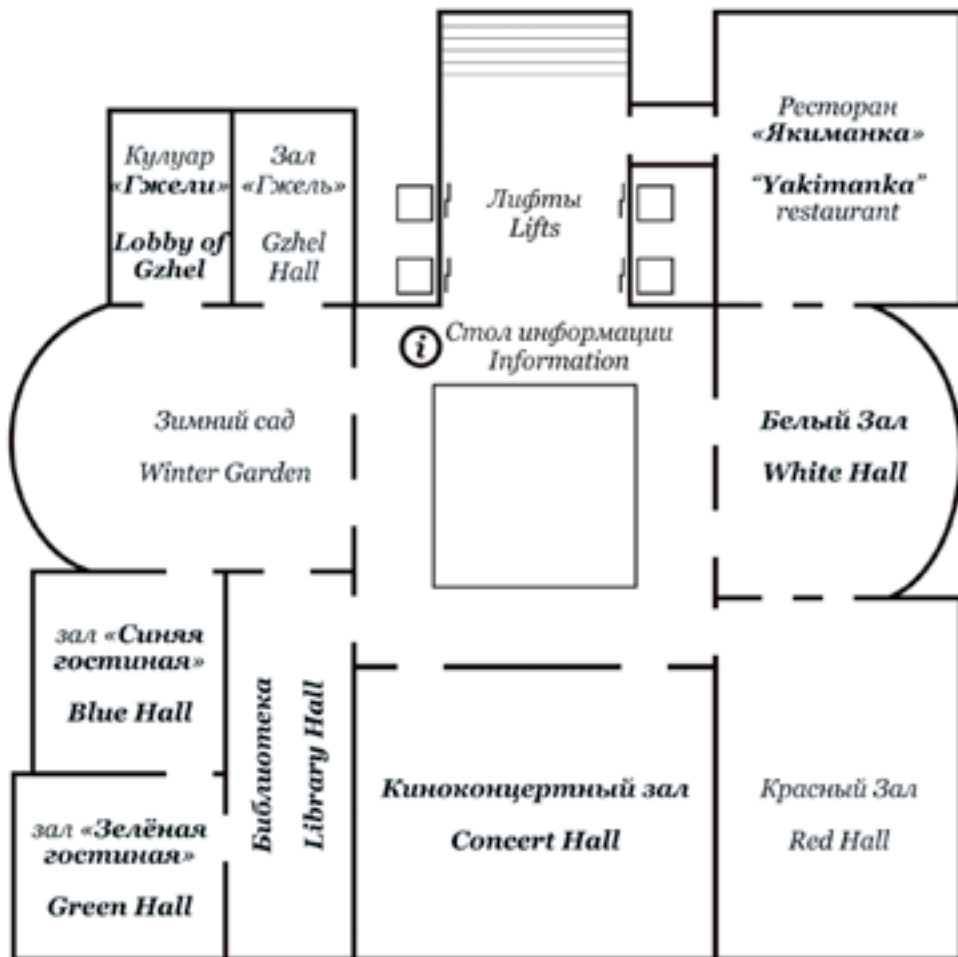 Ресторан
«Якиманка»
“Yakimanka”
restaurant
Кулуар
«Гжели»
Lobby of
Gzhel
Зал
«Гжель»
Gzhel
Hall
Лифты
Lifts
i
Стол информации
Information
Зимний сад
Winter Garden
Белый Зал
White Hall
зал «Синяя
гостиная»
Blue Hall
зал «Зелёная
гостиная»
Green Hall
Библиотека
Library Hall
Киноконцертный зал
Concert Hall
Красный Зал
Red Hall